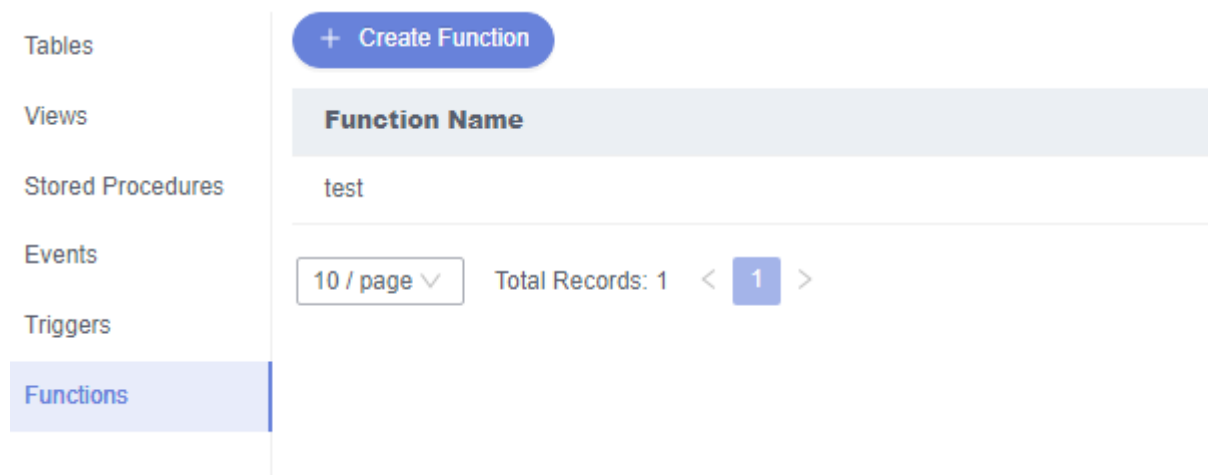 Tables
Views
Stored Procedures
Events
Triggers
Functions
+ Create Function
Function Name
test
10 / page
Total Records: 1 < 1 >